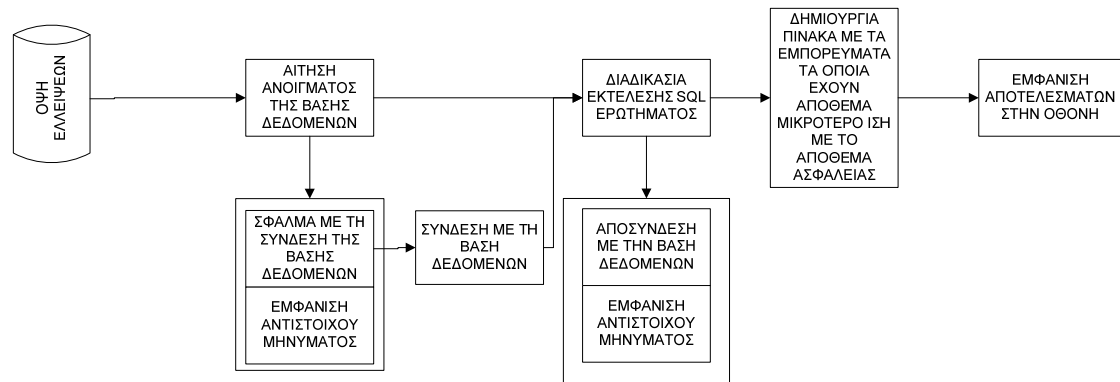 ΟΨΗ
ΕΛΛΕΙΨΕΩΝ
ΑΙΤΗΣΗ
ΑΝΟΙΓΜΑΤΟΣ
ΤΗΣ ΒΑΣΗΣ
ΔΕΔΟΜΕΝΩΝ
ΔΙΑΔΙΚΑΣΙΑ
ΕΚΤΕΛΕΣΗΣ SQL
ΕΡΩΤΗΜΑΤΟΣ
ΔΗΜΙΟΥΡΓΙΑ
ΠΙΝΑΚΑ ΜΕ ΤΑ
ΕΜΠΟΡΕΥΜΑΤΑ
ΤΑ ΟΠΟΙΑ
ΕΧΟΥΝ
ΑΠΟΘΕΜΑ
ΜΙΚΡΟΤΕΡΟ ΙΣΗ
ΜΕ ΤΟ
ΑΠΟΘΕΜΑ
ΑΣΦΑΛΕΙΑΣ
ΕΜΦΑΝΙΣΗ
ΑΠΟΤΕΛΕΣΜΑΤΩΝ
ΣΤΗΝ ΟΘΟΝΗ
ΣΦΑΛΜΑ ΜΕ ΤΗ
ΣΥΝΔΕΣΗ ΤΗΣ
ΒΑΣΗΣ
ΔΕΔΟΜΕΝΩΝ
ΕΜΦΑΝΙΣΗ
ΑΝΤΙΣΤΟΙΧΟΥ
ΜΗΝΥΜΑΤΟΣ
ΣΥΝΔΕΣΗ ΜΕ ΤΗ
ΒΑΣΗ
ΔΕΔΟΜΕΝΩΝ
ΑΠΟΣΥΝΔΕΣΗ
ΜΕ ΤΗΝ ΒΑΣΗ
ΔΕΔΟΜΕΝΩΝ
ΕΜΦΑΝΙΣΗ
ΑΝΤΙΣΤΟΙΧΟΥ
ΜΗΝΥΜΑΤΟΣ